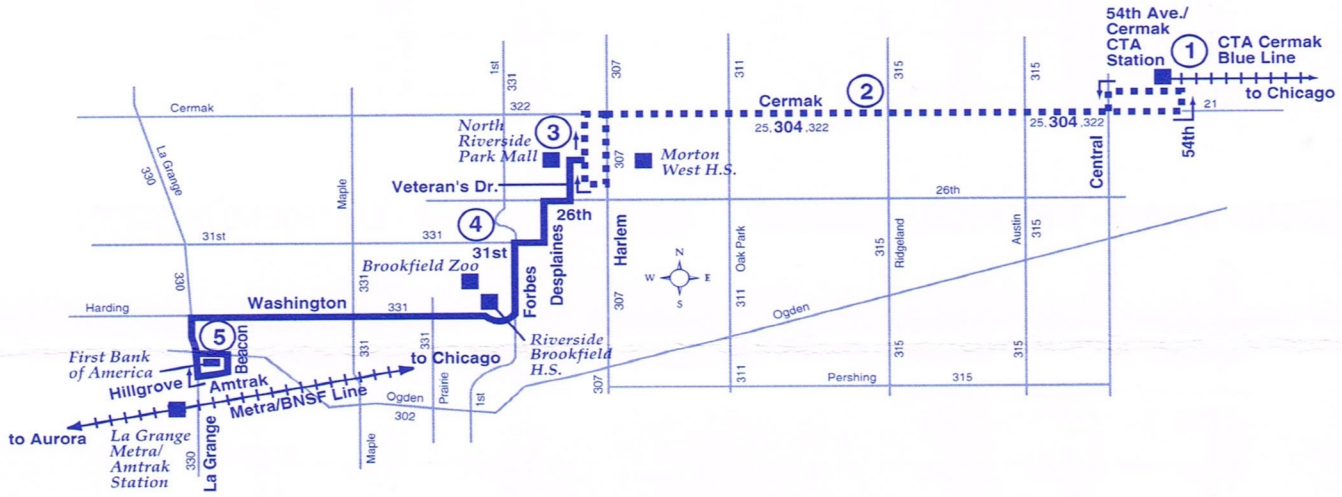 54th Ave./
Cermak
CTA
Station
1
CTA Cermak
Blue Line
to Chicago
1st
331
307
311
315
315
Cermak
322
Cermak
2
25, 304, 322
25, 304, 322
21
Central
54th
North
Riverside
Park Mall
3
307
Morton
West H.S.
La Grange
330
Maple
Veteran's Dr.
26th
26th
4
31st
331
31st
Brookfield Zoo
Forbes
Desplaines
Harlem
N
W
E
S
Oak Park
315
Ridgeland
Austin
315
330
331
307
311
Harding
Washington
331
Ogden
5
Beacon
First Bank
of America
Hillgrove
331
331
to Chicago
Riverside
Brookfield
H.S.
307
311
315
315
Pershing
315
Amtrak
Metra/BNSF Line
Ogden
302
Prairie
1st
to Aurora
La Grange
Metra/
Amtrak
Station
330
La Grange
Maple